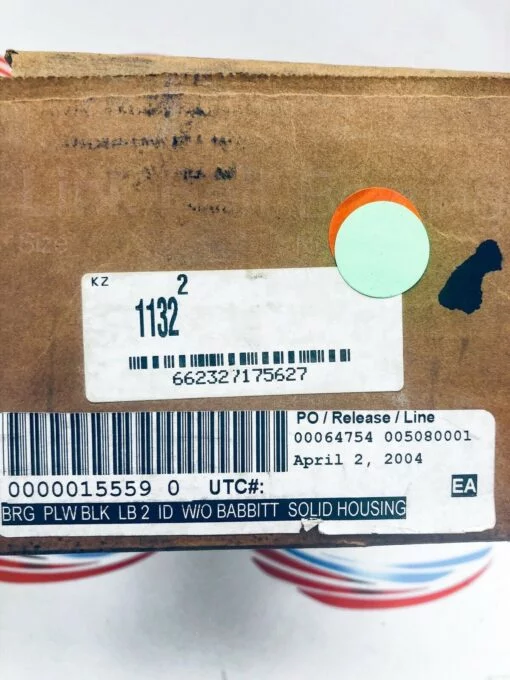 Size
KZ
1132 2
662327175627
PO / Release / Line
00064754 005080001
April 2, 2004
0000015559 0 UTC#:
EA
BRG PLW BLK LB 2 ID W/O BABBITT SOLID HOUSING